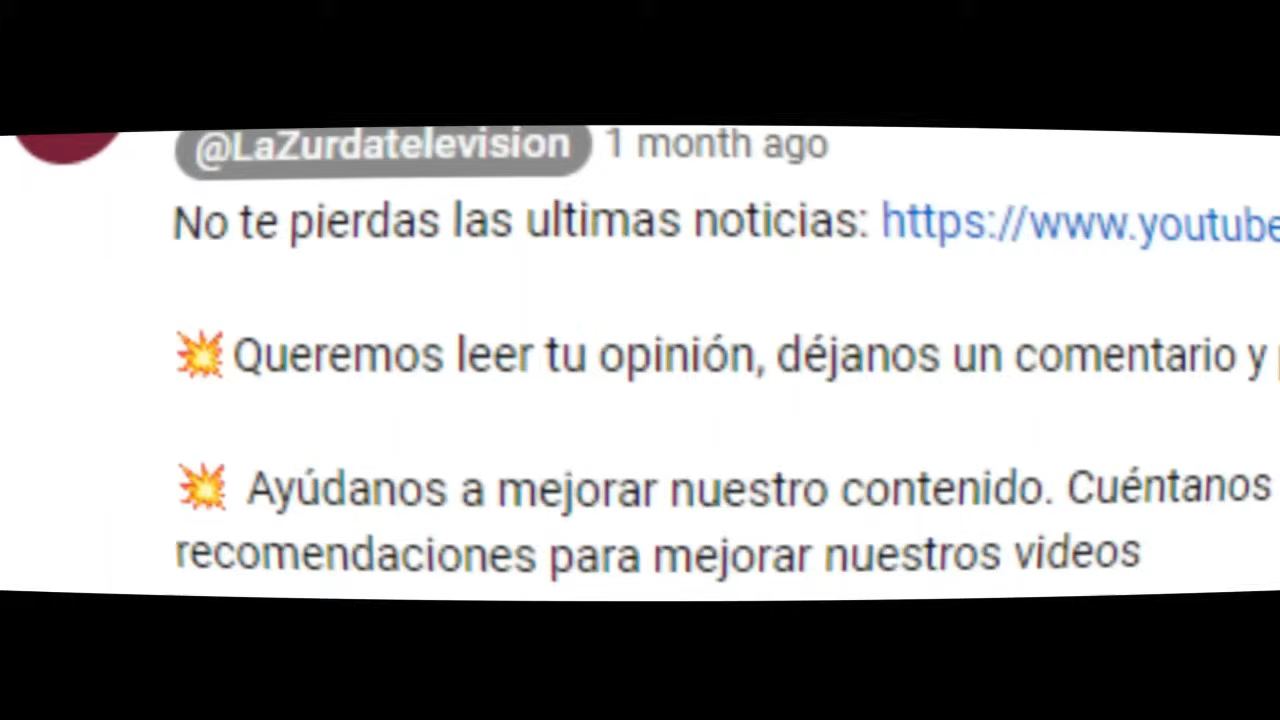 @LaZurdatelevision 1 month ago
No te pierdas las ultimas noticias: https://www.youtube
💥Queremos leer tu opinión, déjanos un comentario y
💥 Ayúdanos a mejorar nuestro contenido. Cuéntanos
recomendaciones para mejorar nuestros videos